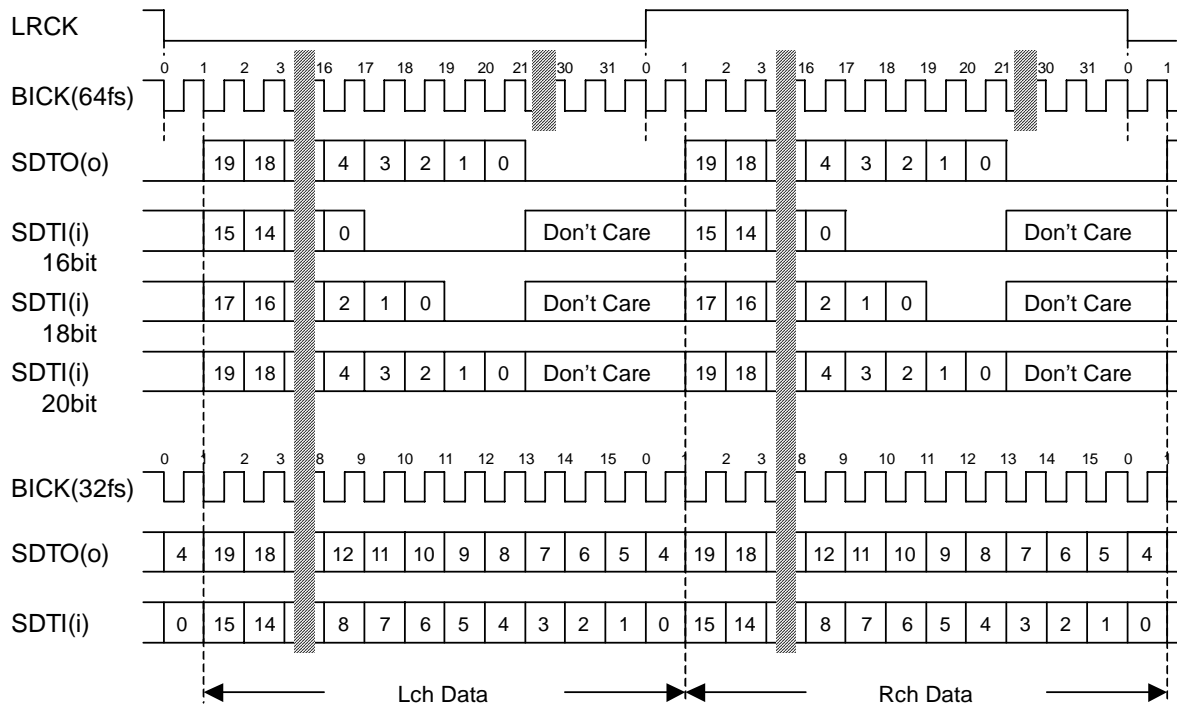 LRCK
0 1 2 3 16 17 18 19 20 21 30 31 0 1 2 3 16 17 18 19 20 21 30 31 0 1
BICK(64fs)
SDTO(o) 19 18 4 3 2 1 0 19 18 4 3 2 1 0
SDTI(i) 15 14 0 Don't Care 15 14 0 Don't Care
16bit
SDTI(i) 17 16 2 1 0 Don't Care 17 16 2 1 0 Don't Care
18bit
SDTI(i) 19 18 4 3 2 1 0 Don't Care 19 18 4 3 2 1 0 Don't Care
20bit
0 1 2 3 8 9 10 11 12 13 14 15 0 1 2 3 8 9 10 11 12 13 14 15 0 1
BICK(32fs)
SDTO(o) 4 19 18 12 11 10 9 8 7 6 5 4 19 18 12 11 10 9 8 7 6 5 4
SDTI(i) 0 15 14 8 7 6 5 4 3 2 1 0 15 14 8 7 6 5 4 3 2 1 0
Lch Data Rch Data